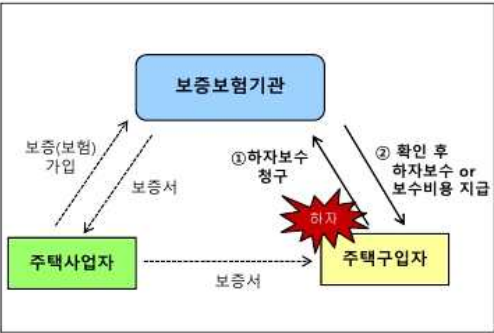 보증보험기관
보증(보험)
가입
보증서
①하자보수
청구
② 확인 후
하자보수 or
보수비용 지급
하자
주택사업자
보증서
주택구입자